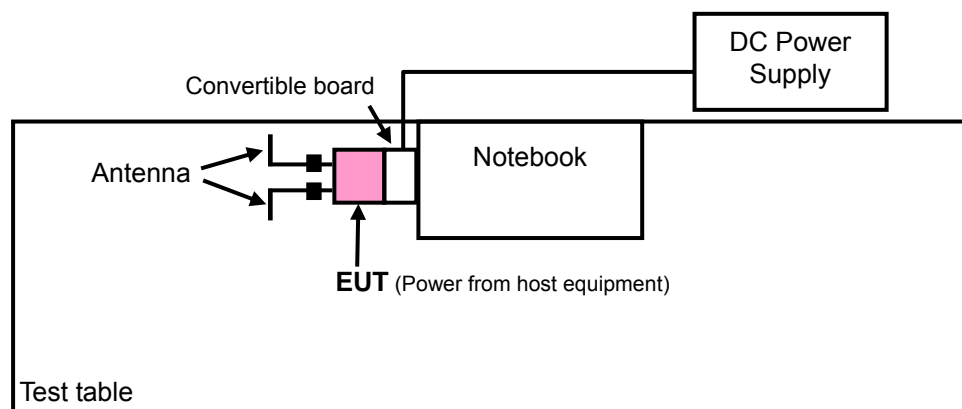 DC Power
Supply
Convertible board
Notebook
Antenna
EUT (Power from host equipment)
Test table